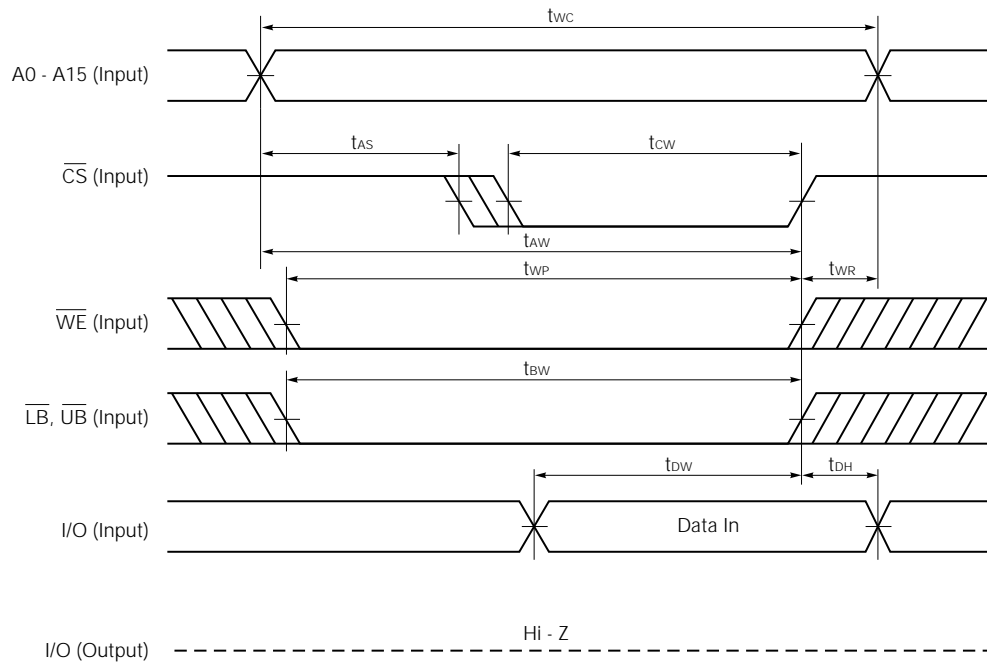 tWC
A0 - A15 (Input)
tAS
tCW
CS (Input)
tAW
tWP
tWR
WE (Input)
tBW
LB, UB (Input)
tDW
tDH
I/O (Input)
Data In
Hi - Z
I/O (Output)